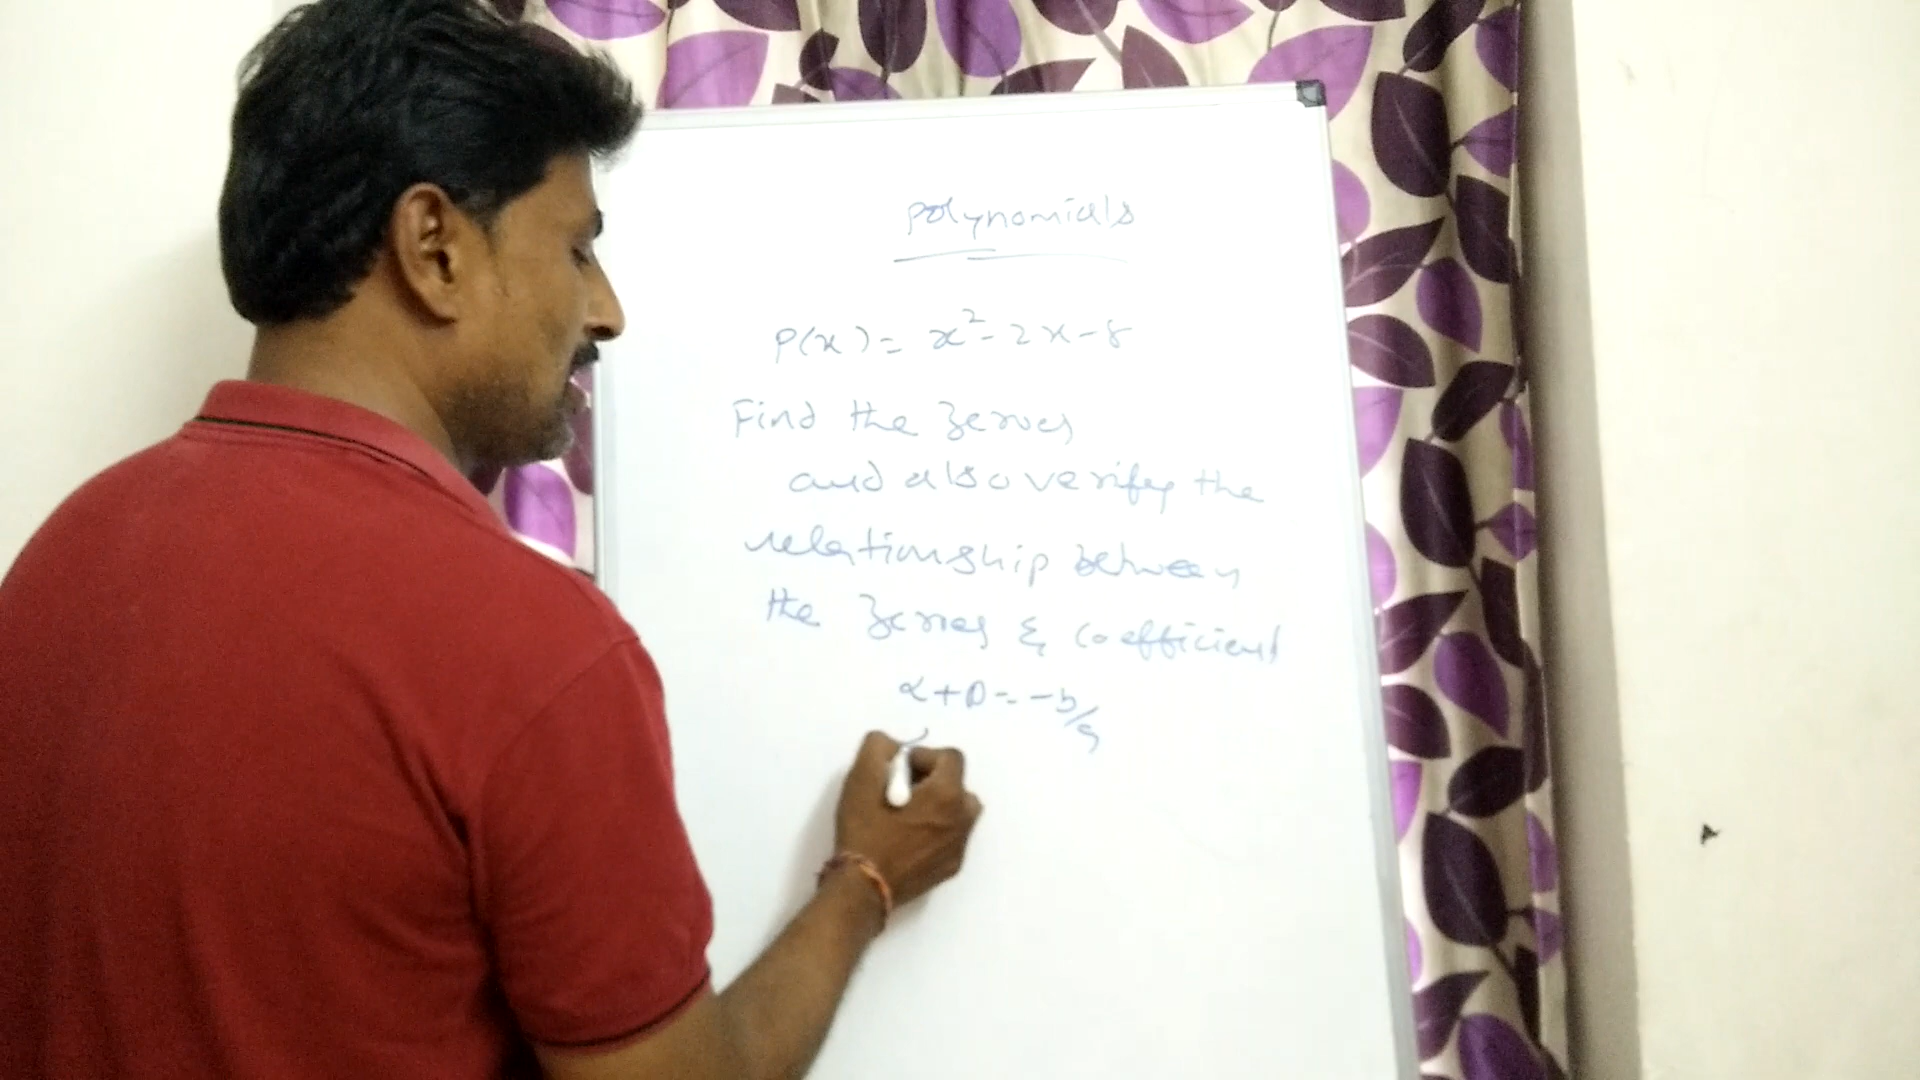 Polynomials
P(x) = x² - 2x - 8
Find the zeroes
and also verify the
relationship between
the zeroes & coefficient
α + β = -b/a